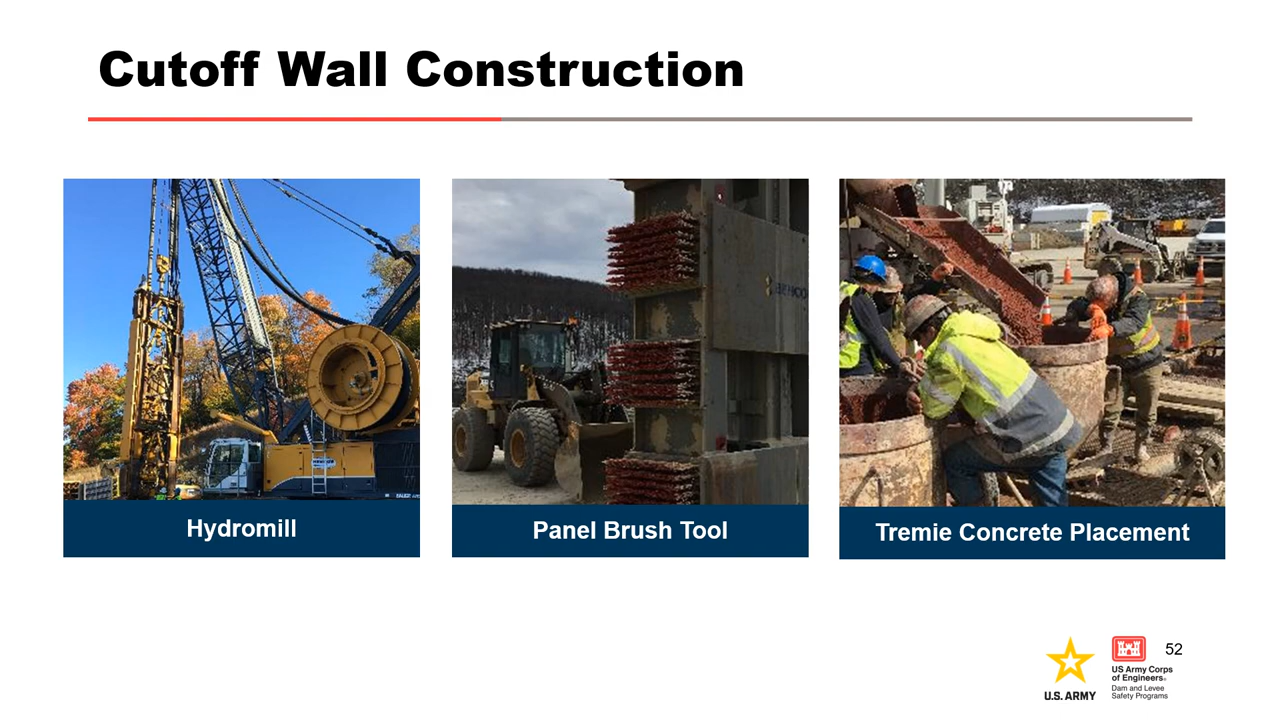 Cutoff Wall Construction
Hydromill
Panel Brush Tool
Tremie Concrete Placement
52
U.S. ARMY
US Army Corps
of Engineers®
Dam and Levee
Safety Programs